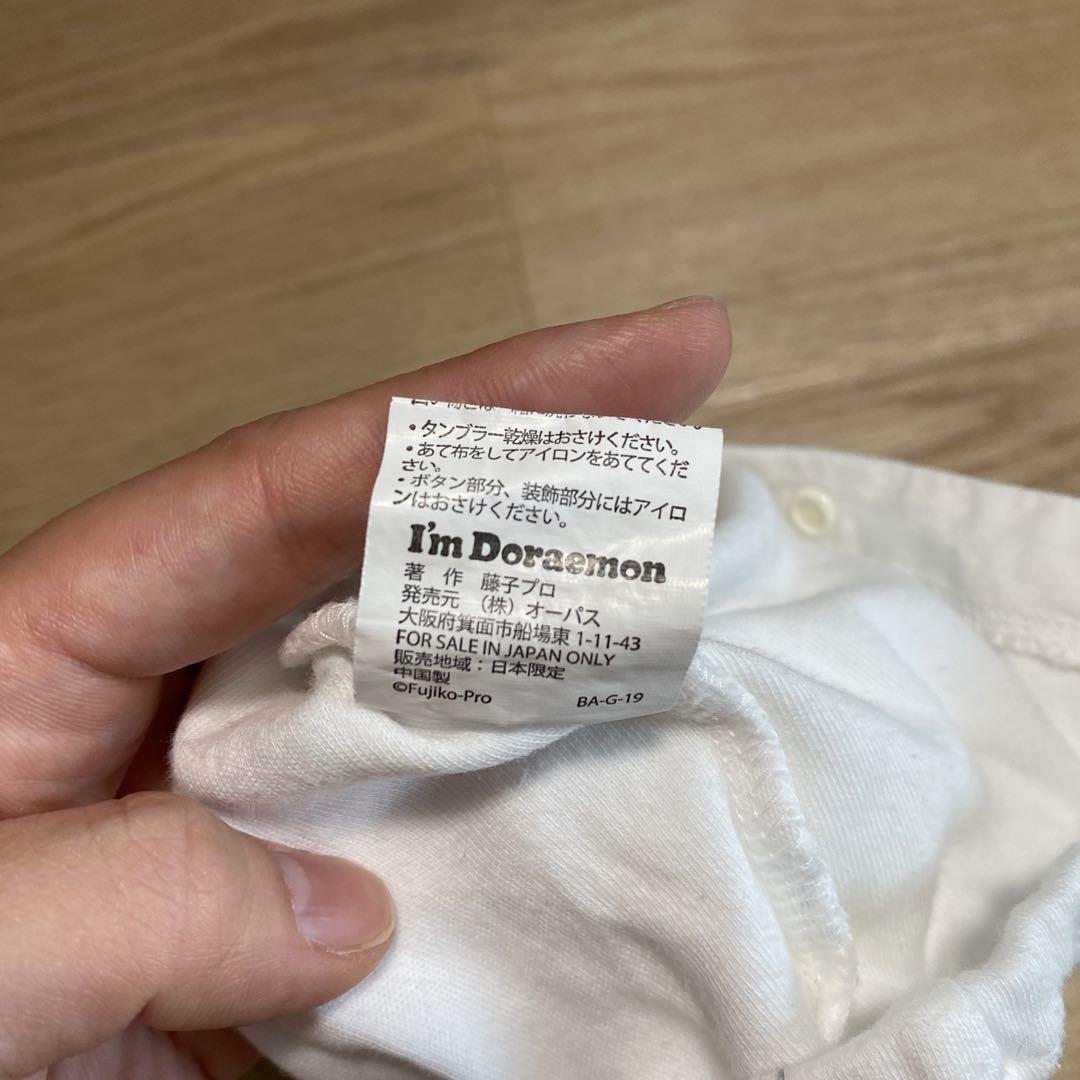 ・タンブラー乾燥はおさけください。
・あて布をしてアイロンをあててくだ
さい。
・ボタン部分、装飾部分にはアイロ
ンはおさけください。
I'm Doraemon
著 作 藤子プロ
発売元 (株)オーパス
大阪府箕面市船場東1-11-43
FOR SALE IN JAPAN ONLY
販売地域:日本限定
中国製
©Fujiko-Pro BA-G-19